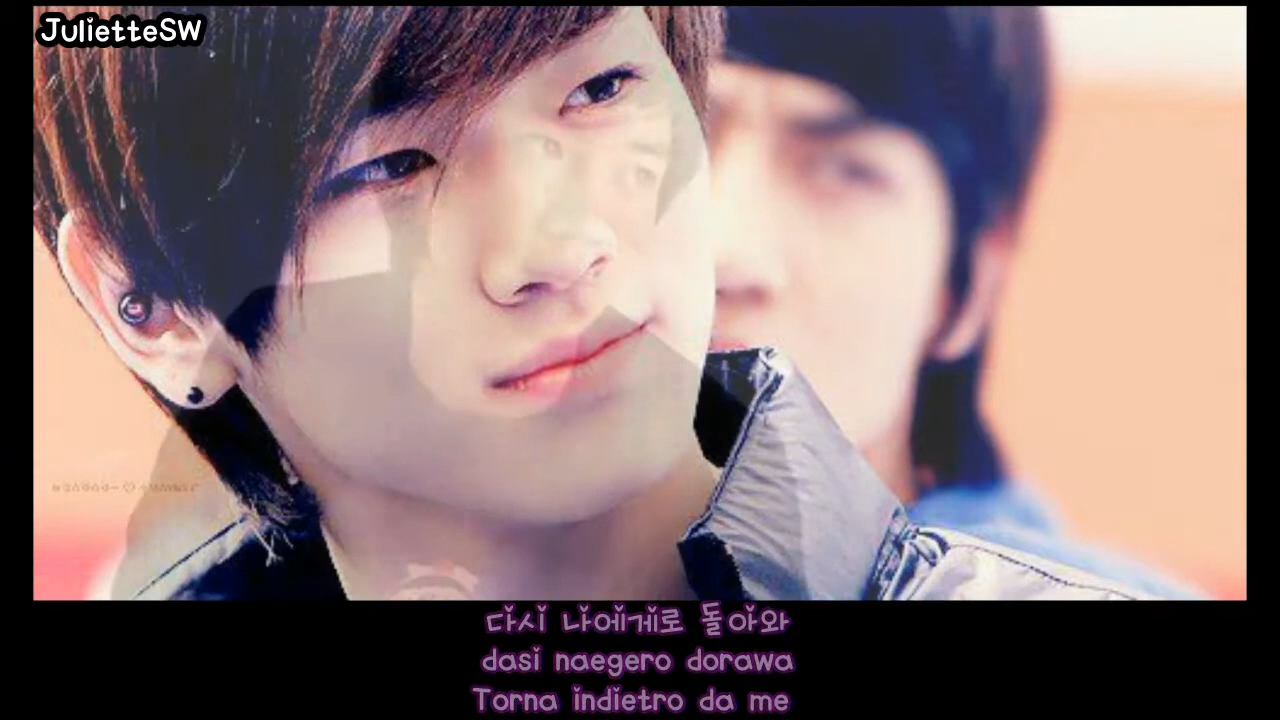 JulietteSW
다시 나에게로 돌아와
dasi naegero dorawa
Torna indietro da me